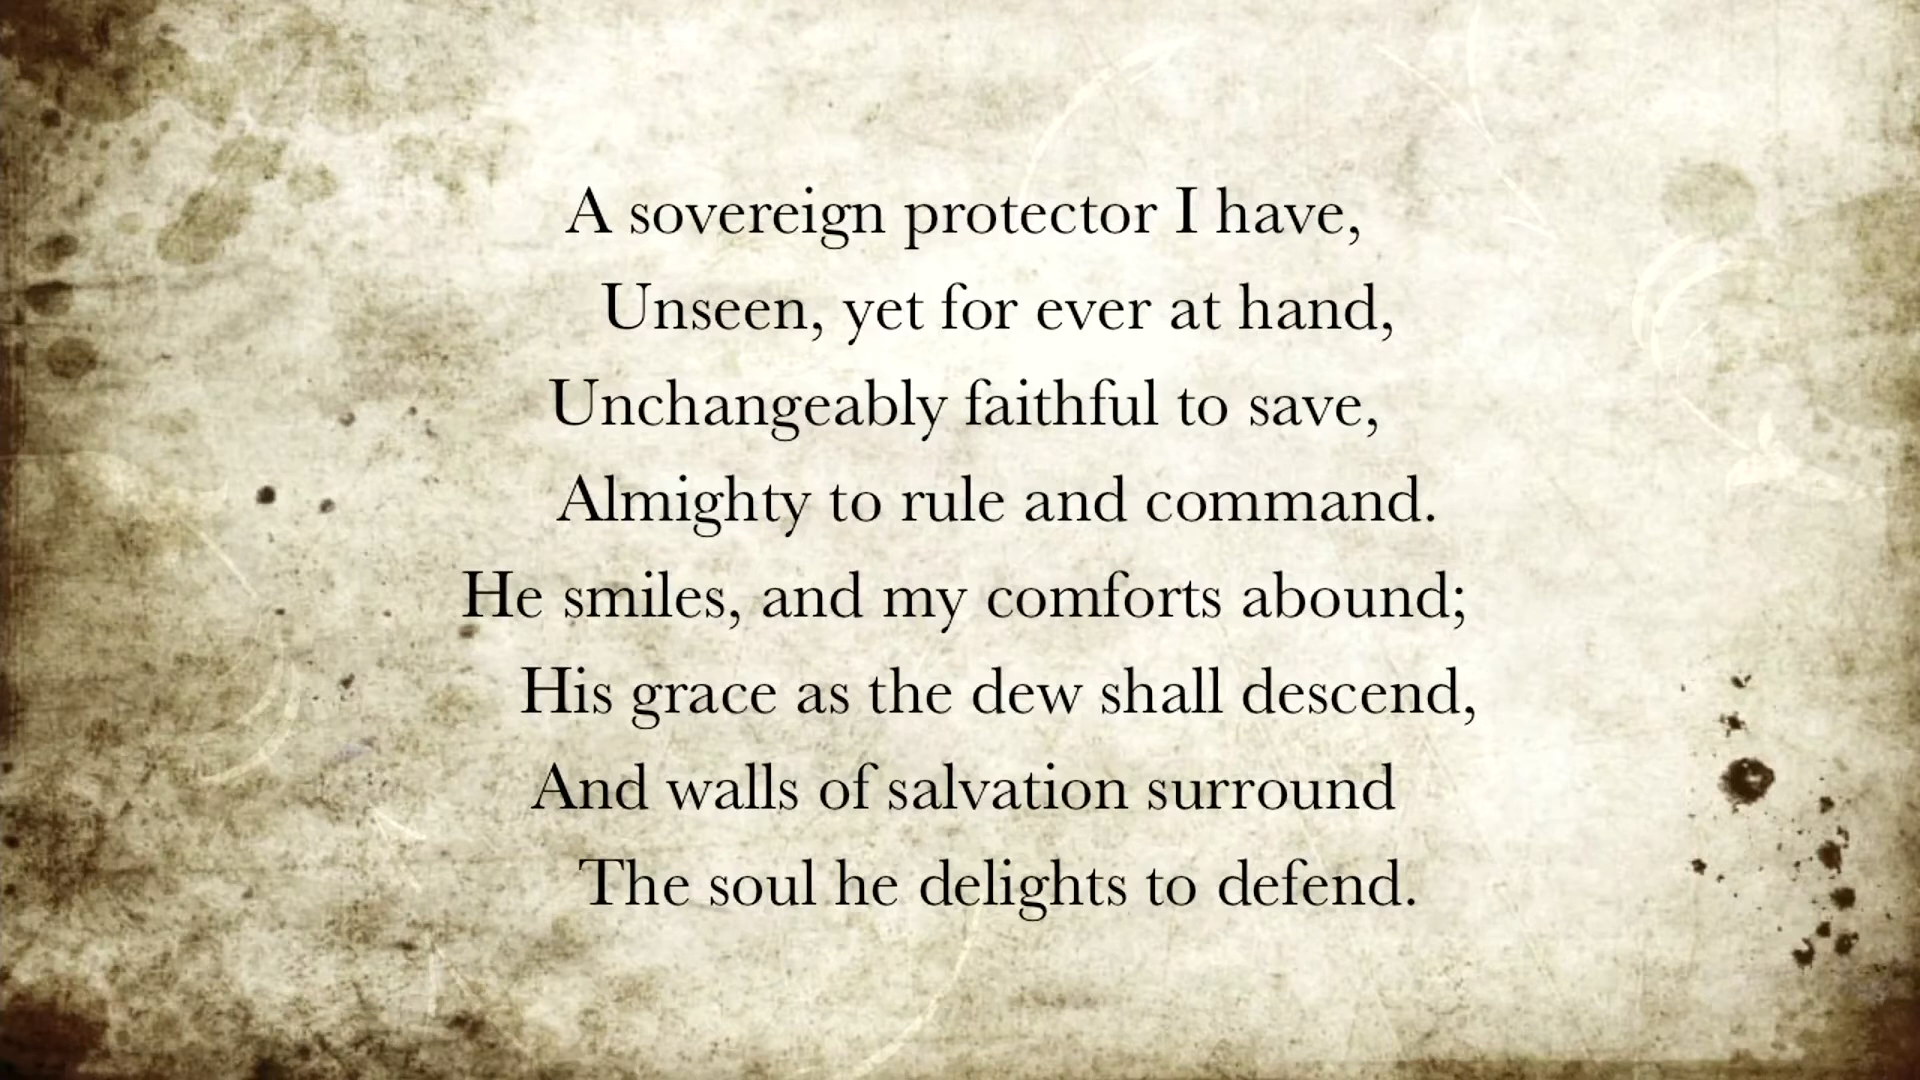 A sovereign protector I have,
Unseen, yet for ever at hand,
Unchangeably faithful to save,
Almighty to rule and command.
He smiles, and my comforts abound;
His grace as the dew shall descend,
And walls of salvation surround
The soul he delights to defend.